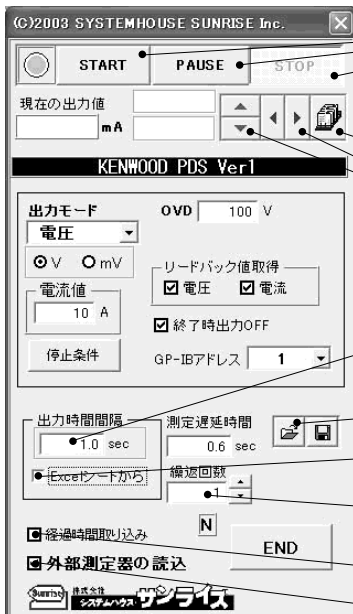 (C)2003 SYSTEMHOUSE SUNRISE Inc.
START PAUSE STOP
現在の出力値
mA
KENWOOD PDS Ver1
出力モード OVD 100 V
電圧
V mV
リードバック値取得
電圧 電流
電流値
10 A
終了時出力OFF
停止条件 GP-IBアドレス 1
出力時間間隔 測定遅延時間
1.0 sec 0.6 sec
Excelシートから 繰返回数
1
N
経過時間取り込み
END
外部測定器の読込
Sunrise 株式会社 システムハウス・サンライズ